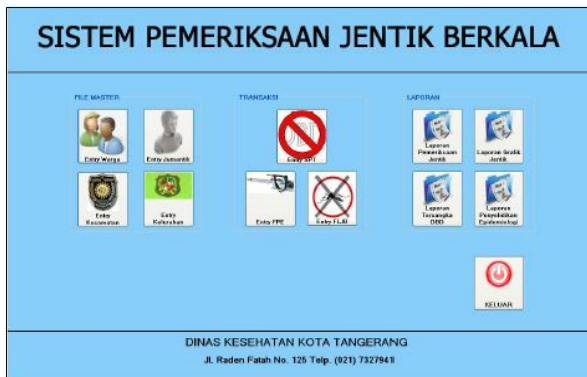 SISTEM PEMERIKSAAN JENTIK BERKALA
FILE MASTER
TRANSAKSI
LAPORAN
Entry Warga
Entry Jumantik
Entry
Laporan
Pemeriksaan
Jentik
Laporan Grafik
Jentik
Entry
Kecamatan
Entry
Kelurahan
Entry FPE
Entry
Laporan
Tersangka
DBD
Laporan
Penyelidikan
Epidemiologi
KELUAR
DINAS KESEHATAN KOTA TANGERANG
Jl. Raden Fatah No. 125 Telp. (021) 7327941